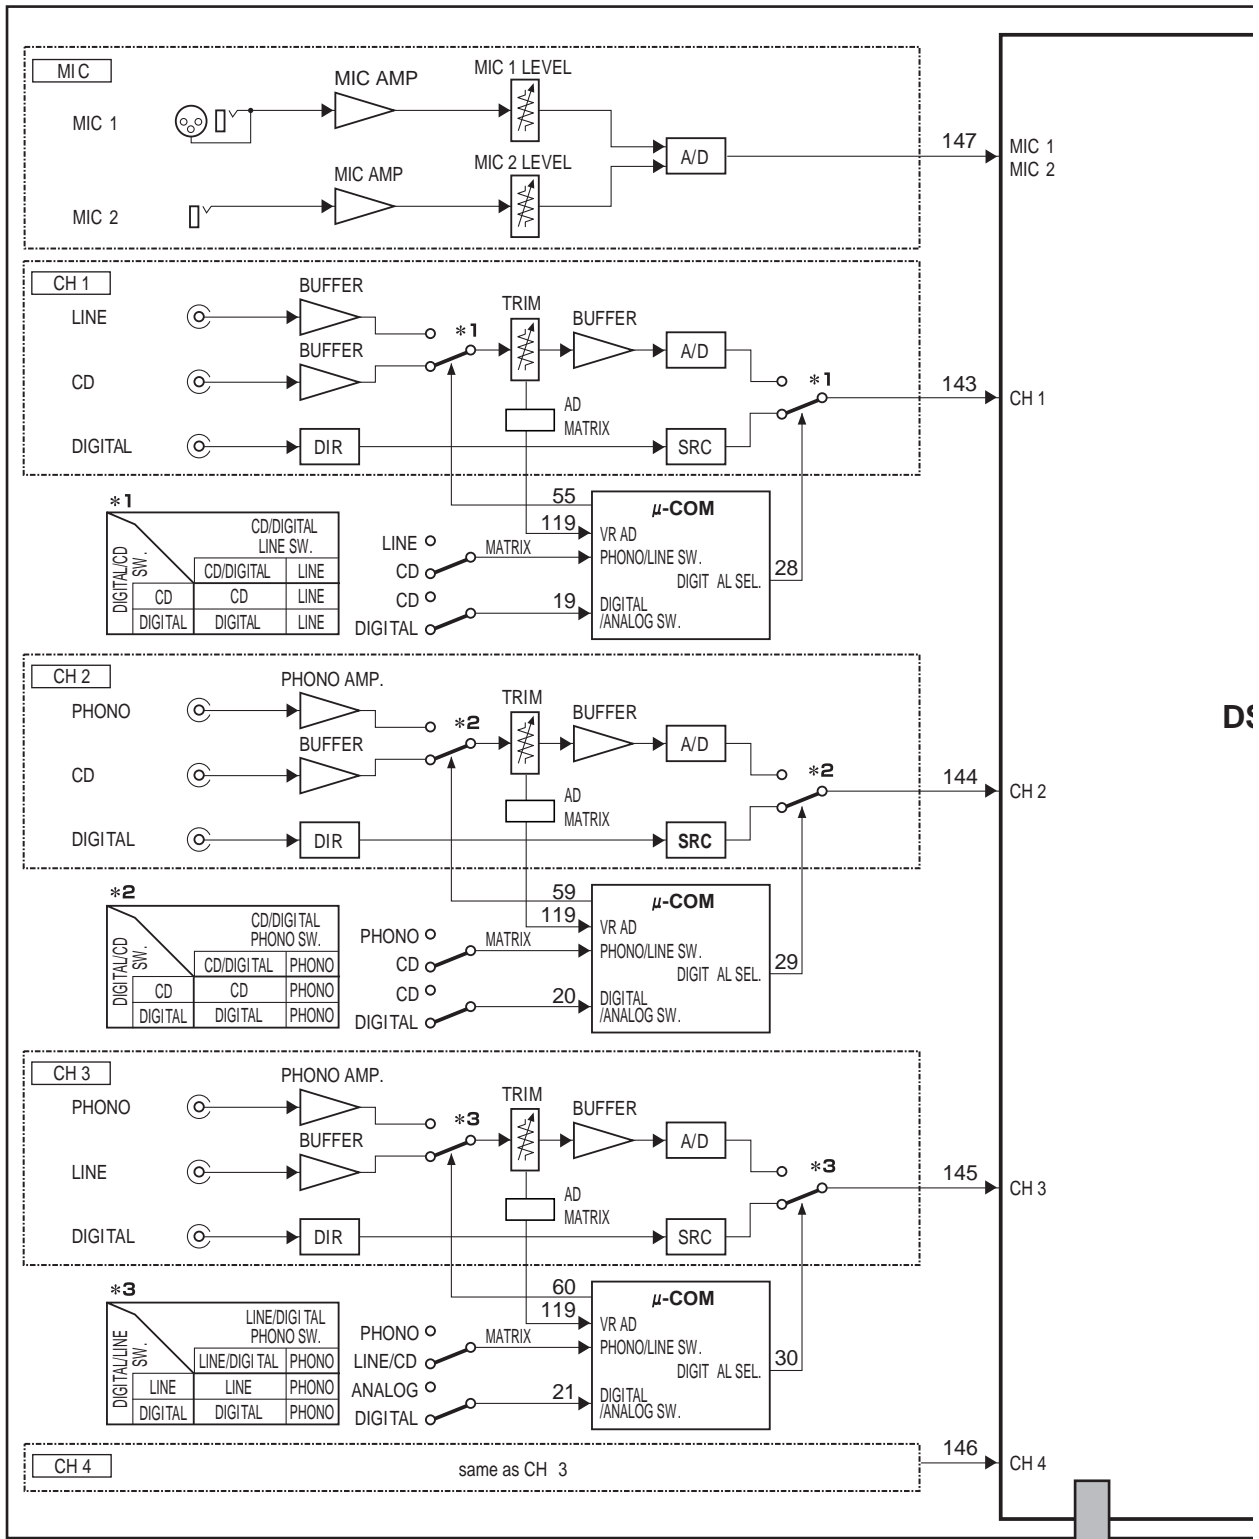 MIC
MIC AMP
MIC 1 LEVEL
MIC 1
A/D
147
MIC 1
MIC 2
MIC AMP
MIC 2 LEVEL
MIC 2
CH 1
LINE
BUFFER
TRIM
BUFFER
*1
A/D
BUFFER
CD
*1
143
CH 1
AD
MATRIX
DIGITAL
DIR
SRC
*1
CD/DIGITAL
LINE SW.
DIGITAL/CD
SW.
CD/DIGITAL
LINE
CD
CD
LINE
DIGITAL
DIGITAL
LINE
55
119
μ-COM
VR AD
LINE
MATRIX
PHONO/LINE SW.
CD
DIGIT AL SEL.
28
CD
19
DIGITAL
/ANALOG SW.
DIGITAL
CH 2
PHONO AMP.
PHONO
TRIM
BUFFER
*2
A/D
BUFFER
CD
*2
144
CH 2
AD
MATRIX
DIGITAL
DIR
SRC
DS
*2
CD/DIGITAL
PHONO SW.
DIGITAL/CD
SW.
CD/DIGITAL
PHONO
CD
CD
PHONO
DIGITAL
DIGITAL
PHONO
59
119
μ-COM
VR AD
PHONO
MATRIX
PHONO/LINE SW.
CD
DIGIT AL SEL.
29
CD
20
DIGITAL
/ANALOG SW.
DIGITAL
CH 3
PHONO AMP.
PHONO
TRIM
BUFFER
*3
A/D
BUFFER
LINE
*3
145
CH 3
AD
MATRIX
DIGITAL
DIR
SRC
*3
LINE/DIGI TAL
PHONO SW.
DIGITAL/LINE
SW.
LINE/DIGI TAL
PHONO
LINE
LINE
PHONO
DIGITAL
DIGITAL
PHONO
60
119
μ-COM
VR AD
PHONO
MATRIX
PHONO/LINE SW.
LINE/CD
DIGIT AL SEL.
30
ANALOG
21
DIGITAL
/ANALOG SW.
DIGITAL
CH 4
same as CH 3
146
CH 4